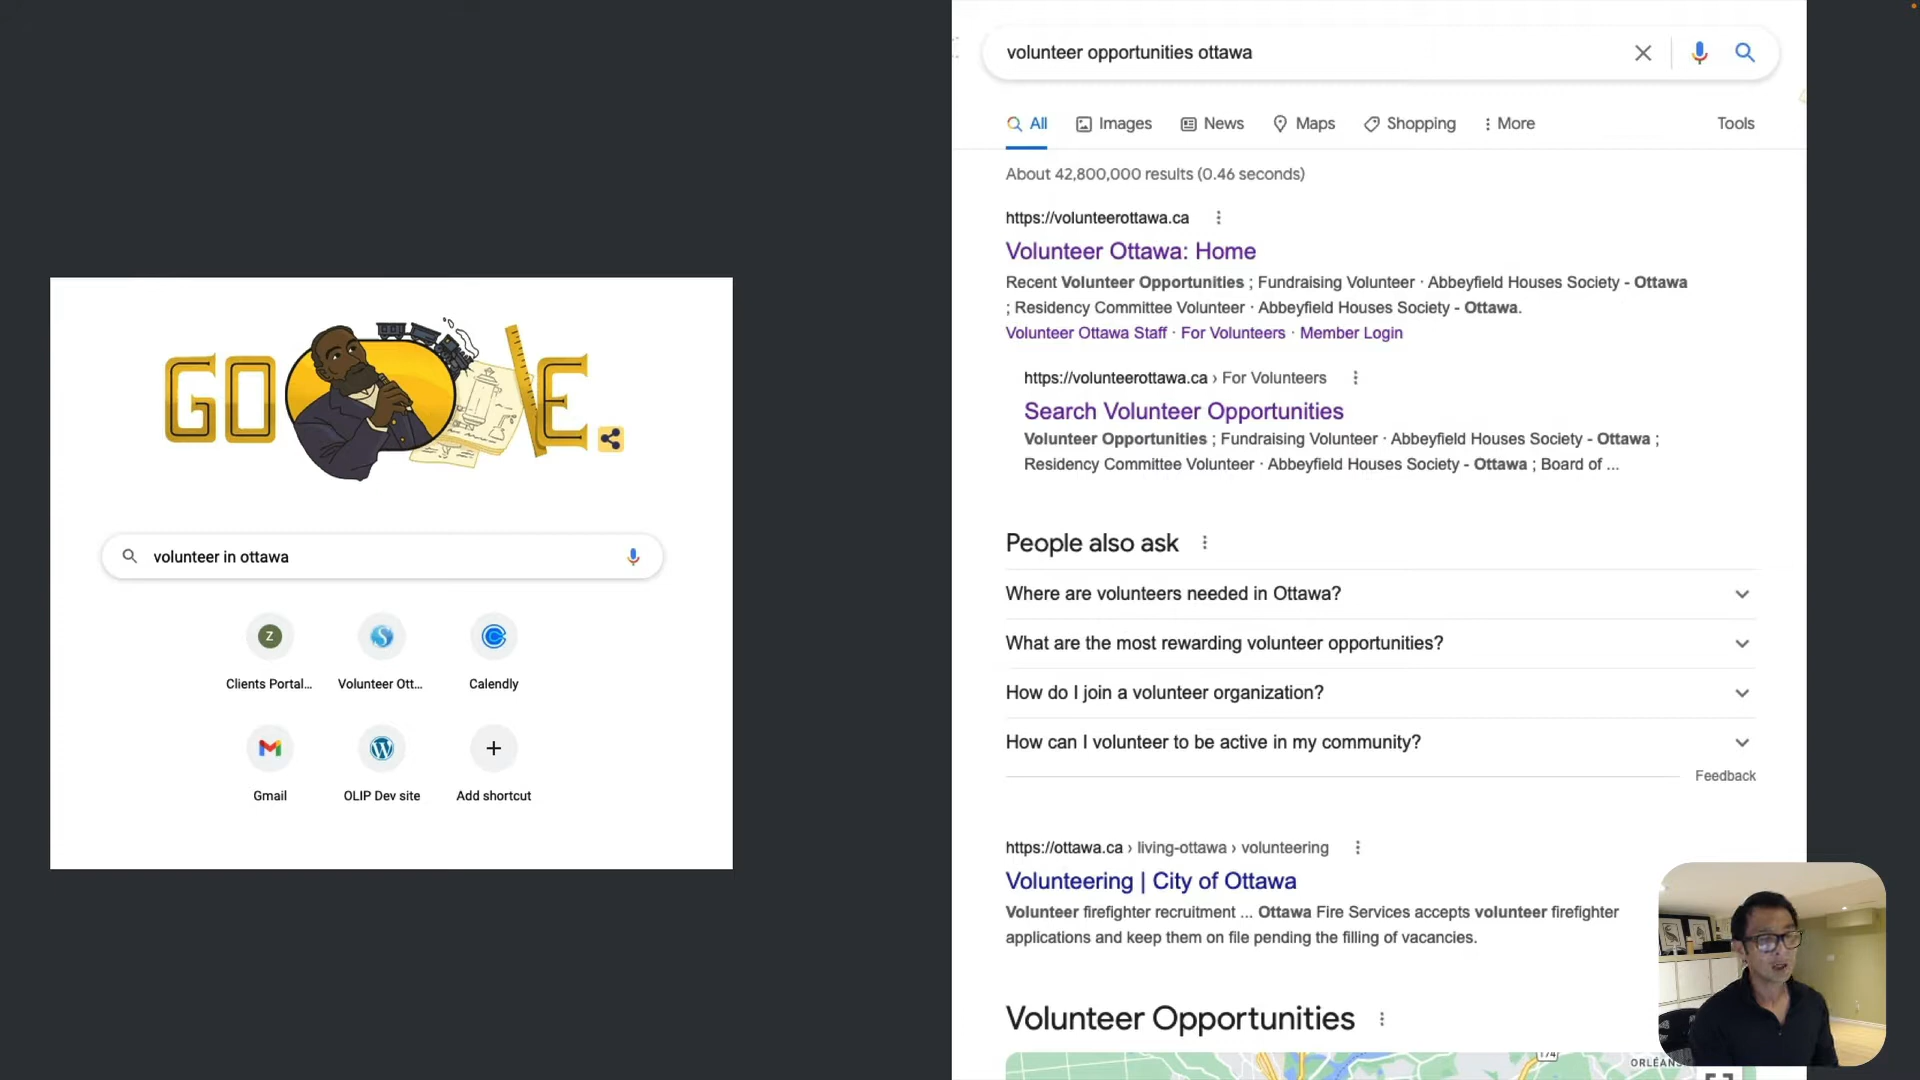 GO E
volunteer in ottawa
Clients Portal...
Volunteer Ott...
Calendly
Gmail
OLIP Dev site
Add shortcut
volunteer opportunities ottawa
All
Images
News
Maps
Shopping
More
Tools
About 42,800,000 results (0.46 seconds)
https://volunteerottawa.ca
Volunteer Ottawa: Home
Recent Volunteer Opportunities ; Fundraising Volunteer · Abbeyfield Houses Society - Ottawa
; Residency Committee Volunteer · Abbeyfield Houses Society - Ottawa.
Volunteer Ottawa Staff · For Volunteers · Member Login
https://volunteerottawa.ca › For Volunteers
Search Volunteer Opportunities
Volunteer Opportunities ; Fundraising Volunteer · Abbeyfield Houses Society - Ottawa ;
Residency Committee Volunteer · Abbeyfield Houses Society - Ottawa ; Board of ...
People also ask
Where are volunteers needed in Ottawa?
What are the most rewarding volunteer opportunities?
How do I join a volunteer organization?
How can I volunteer to be active in my community?
Feedback
https://ottawa.ca › living-ottawa › volunteering
Volunteering | City of Ottawa
Volunteer firefighter recruitment ... Ottawa Fire Services accepts volunteer firefighter
applications and keep them on file pending the filling of vacancies.
Volunteer Opportunities
174